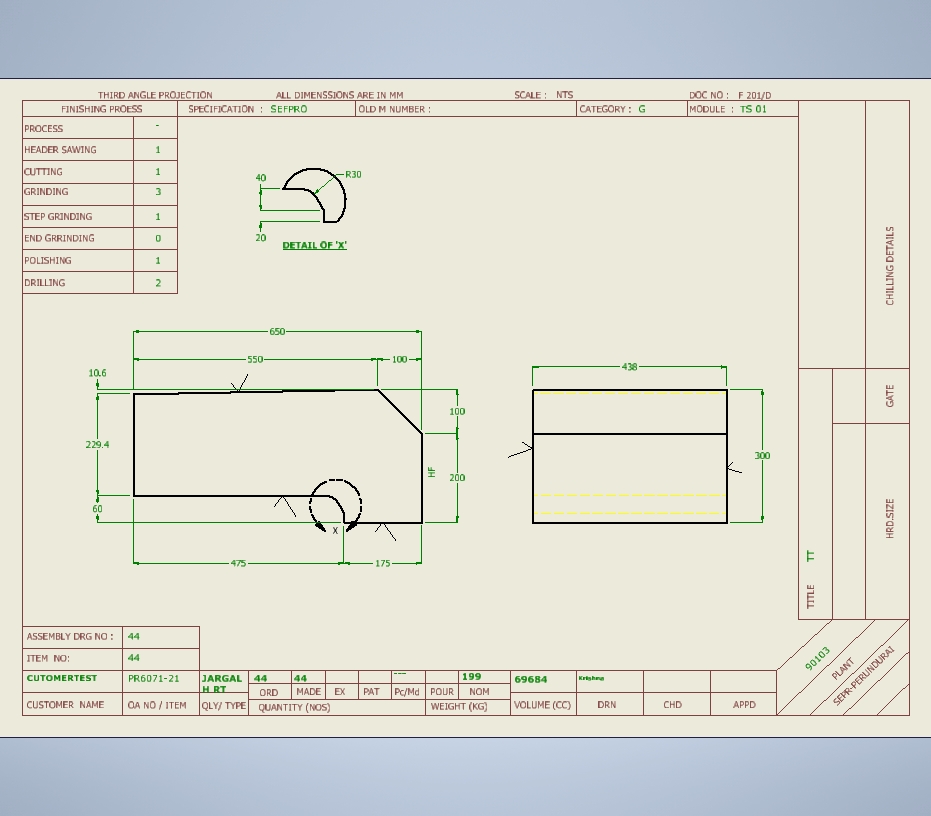 THIRD ANGLE PROJECTION ALL DIMENSSIONS ARE IN MM SCALE : NTS DOC NO : F 201/D
FINISHING PROESS SPECIFICATION : SEFPRO OLD M NUMBER : CATEGORY : G MODULE : TS 01
PROCESS -
HEADER SAWING 1
CUTTING 1
GRINDING 3
STEP GRINDING 1
END GRRINDING 0
POLISHING 1
DRILLING 2
40
R30
20
DETAIL OF 'X'
650
550 100
10.6
229.4
60
100
200
HF
X
475 175
438
300
CHILLING DETAILS
GATE
HRD.SIZE
TITLE TT
ASSEMBLY DRG NO : 44
ITEM NO: 44
CUTOMERTEST PR6071-21 JARGAL H RT 44 44 --- 199 69684 Krishna
ORD MADE EX PAT Pc/Md POUR NOM
CUSTOMER NAME OA NO / ITEM QLY/ TYPE QUANTITY (NOS) WEIGHT (KG) VOLUME (CC) DRN CHD APPD
90103
PLANT
SEPR-PERUNDURAI